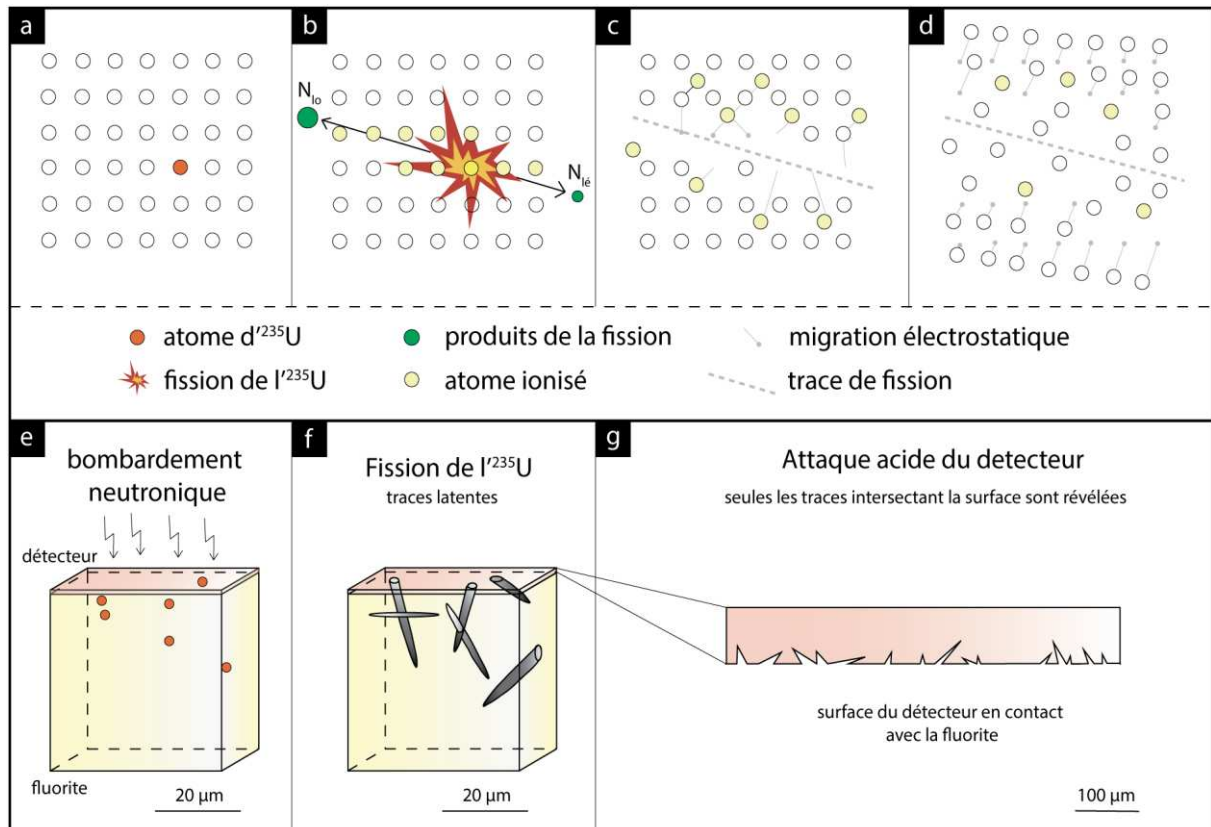 a
b
c
d
N_lo
N_lé
atome d'²³⁵U
produits de la fission
migration électrostatique
fission de l'²³⁵U
atome ionisé
trace de fission
e
bombardement
neutronique
détecteur
fluorite
20 µm
f
Fission de l'²³⁵U
traces latentes
20 µm
g
Attaque acide du detecteur
seules les traces intersectant la surface sont révélées
surface du détecteur en contact
avec la fluorite
100 µm